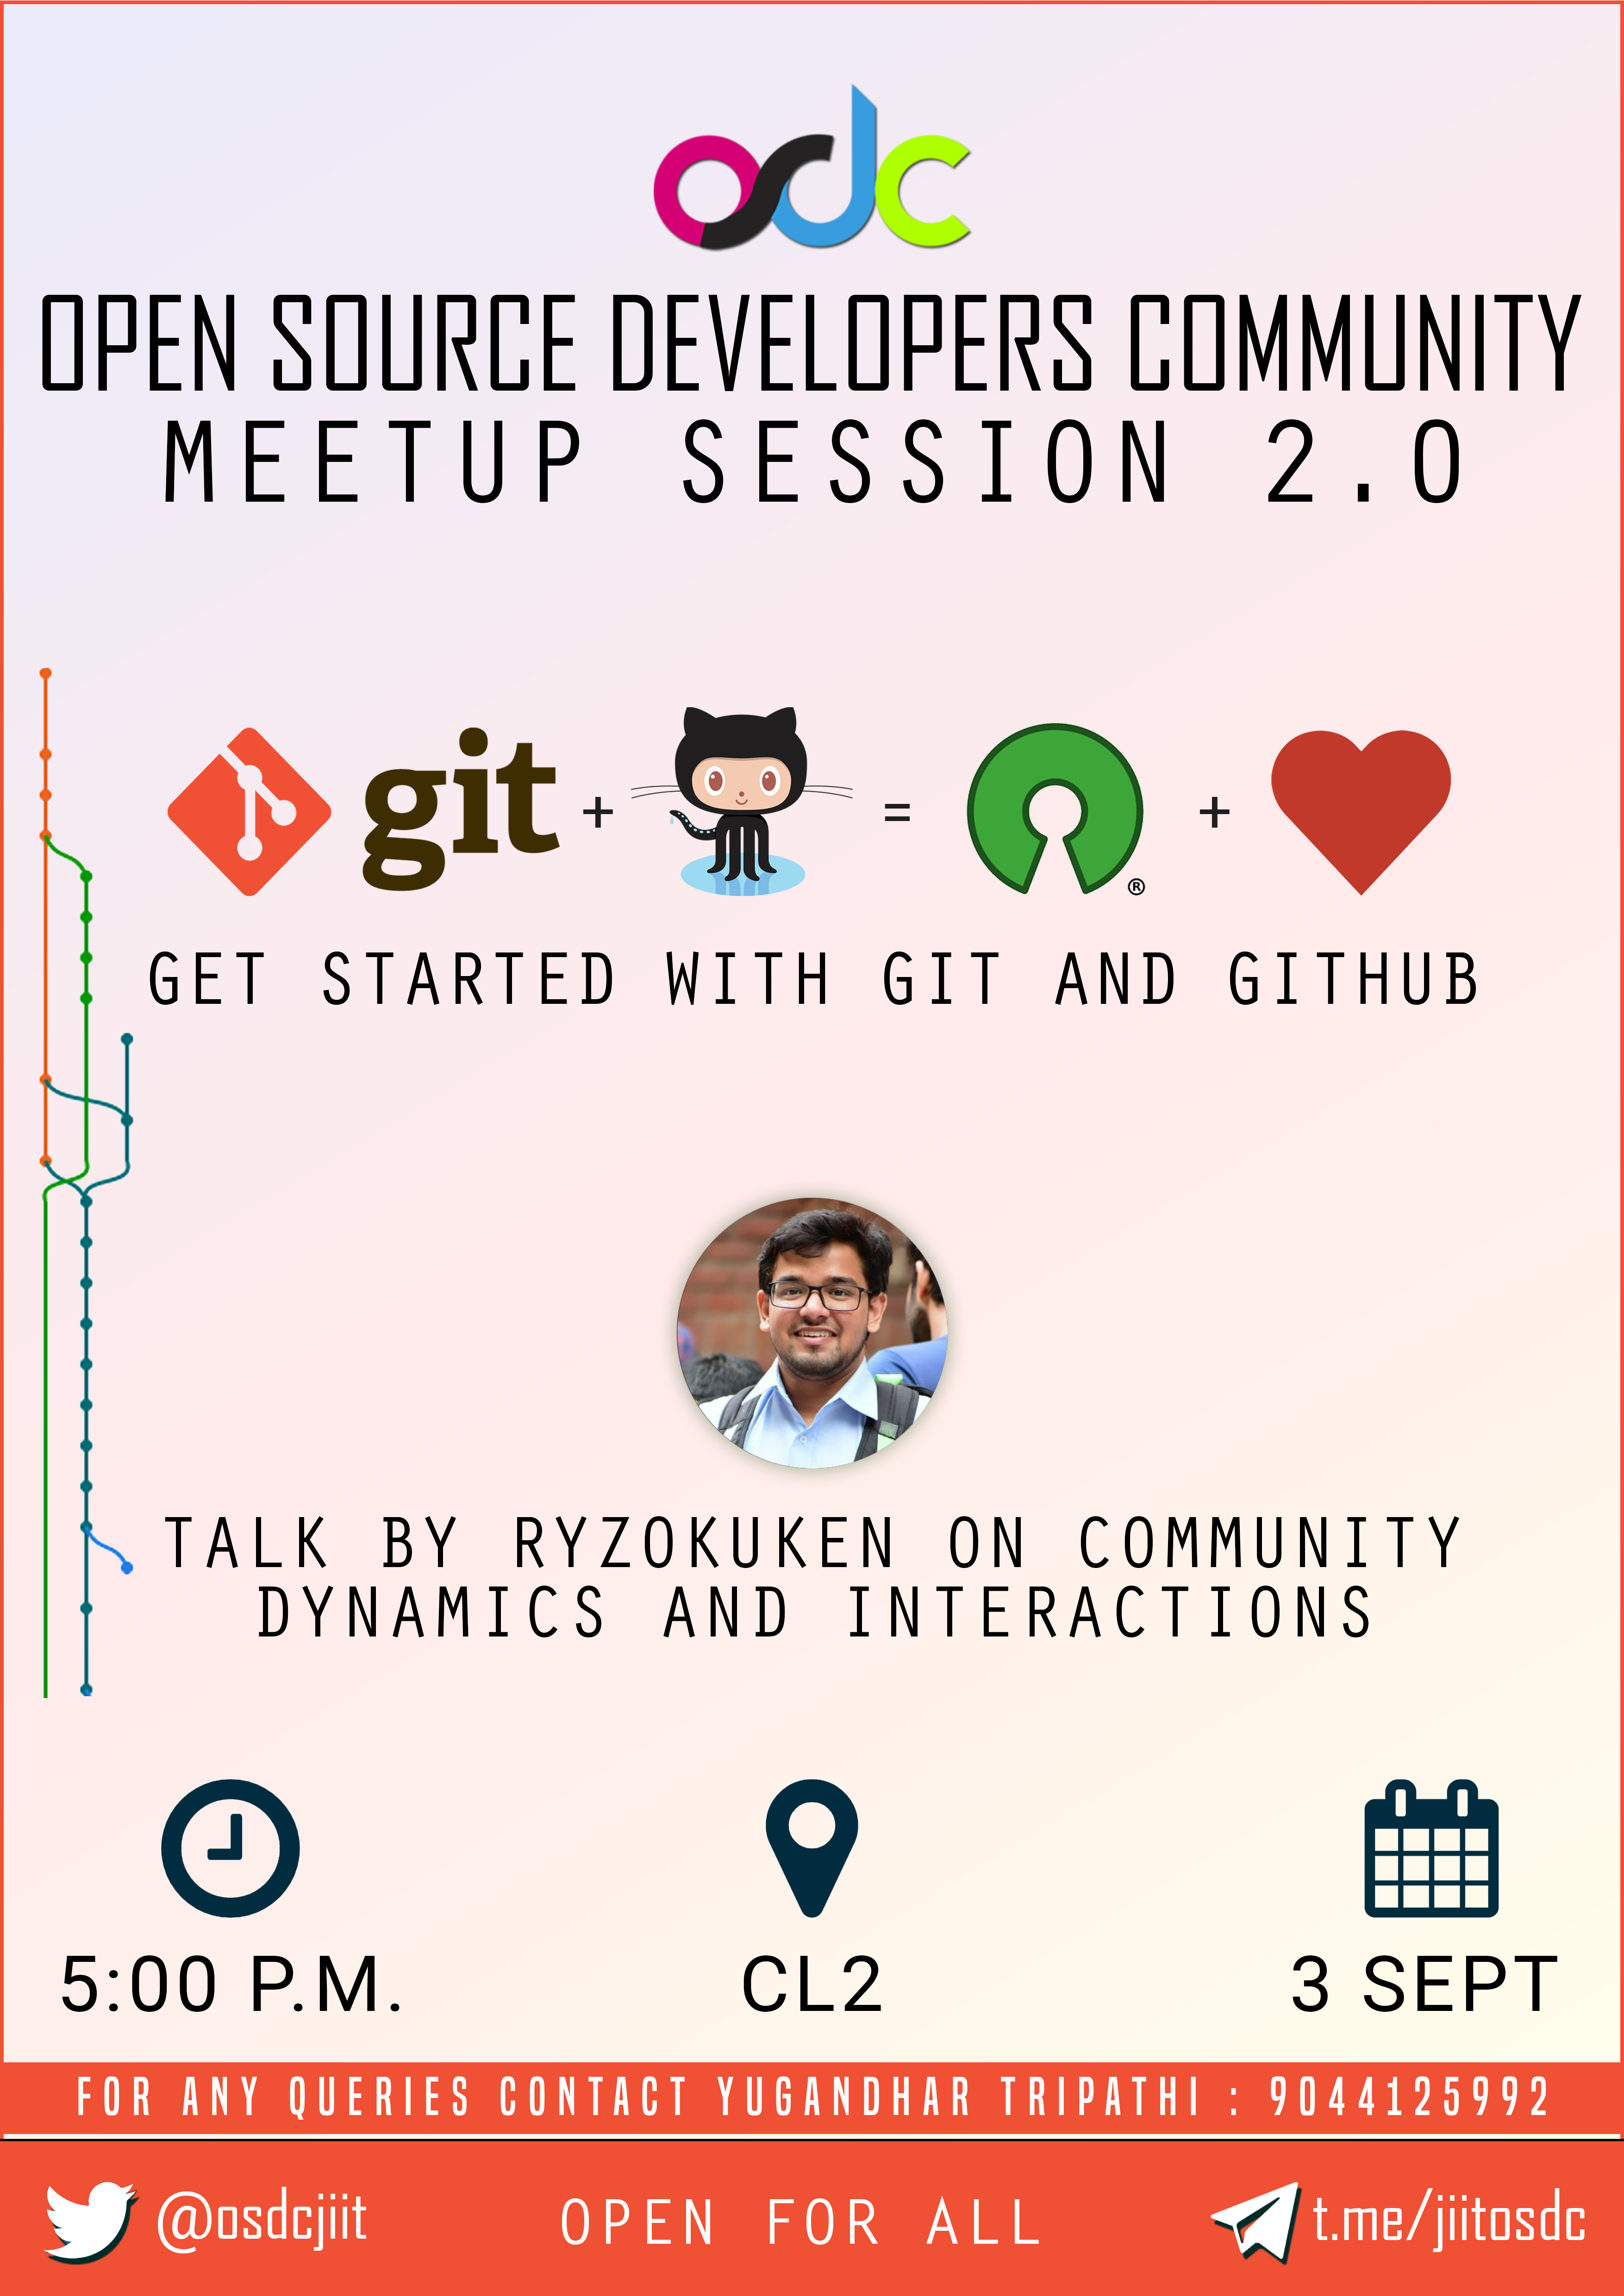 osdc
OPEN SOURCE DEVELOPERS COMMUNITY
MEETUP SESSION 2.0
git + = ® +
GET STARTED WITH GIT AND GITHUB
TALK BY RYZOKUKEN ON COMMUNITY
DYNAMICS AND INTERACTIONS
5:00 P.M.
CL2
3 SEPT
FOR ANY QUERIES CONTACT YUGANDHAR TRIPATHI : 9044125992
@osdcjiit
OPEN FOR ALL
t.me/jiitosdc